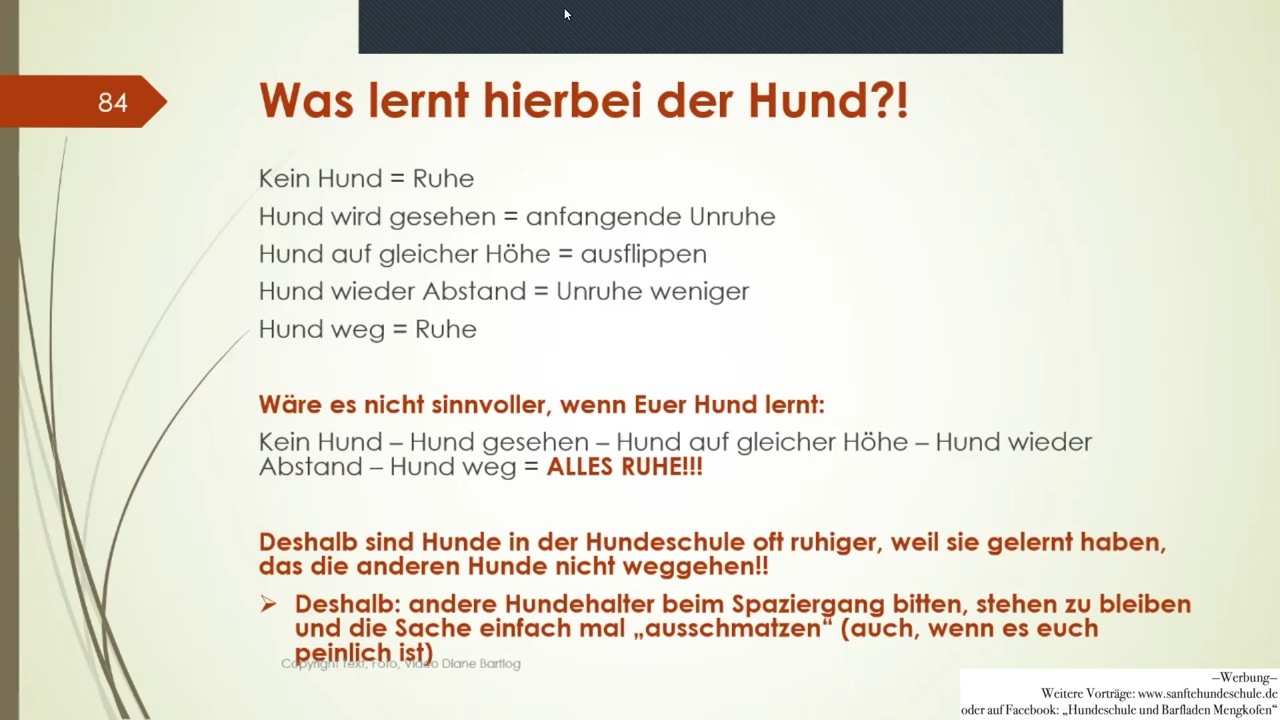 84
Was lernt hierbei der Hund?!
Kein Hund = Ruhe
Hund wird gesehen = anfangende Unruhe
Hund auf gleicher Höhe = ausflippen
Hund wieder Abstand = Unruhe weniger
Hund weg = Ruhe
Wäre es nicht sinnvoller, wenn Euer Hund lernt:
Kein Hund – Hund gesehen – Hund auf gleicher Höhe – Hund wieder
Abstand – Hund weg = ALLES RUHE!!!
Deshalb sind Hunde in der Hundeschule oft ruhiger, weil sie gelernt haben,
das die anderen Hunde nicht weggehen!!
➢ Deshalb: andere Hundehalter beim Spaziergang bitten, stehen zu bleiben
und die Sache einfach mal „ausschmatzen“ (auch, wenn es euch
peinlich ist)
Copyright Text, Foto, Video Diane Bartlog
—Werbung—
Weitere Vorträge: www.sanftehundeschule.de
oder auf Facebook: „Hundeschule und Barfladen Mengkofen“